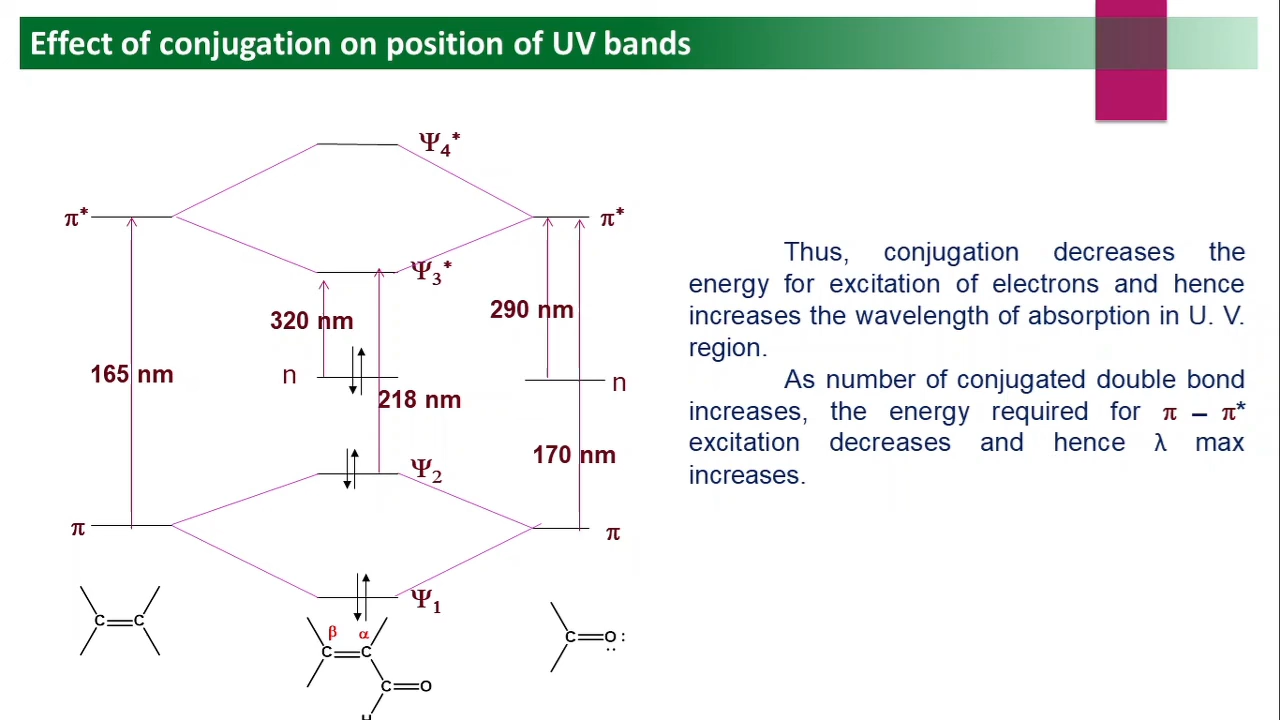 Effect of conjugation on position of UV bands
Ψ4*
π* π*
Ψ3*
290 nm
320 nm
165 nm n n
218 nm
170 nm
Ψ2
π π
Ψ1
β α
C C
C O :
..
C C
C O
H
Thus, conjugation decreases the
energy for excitation of electrons and hence
increases the wavelength of absorption in U. V.
region.
As number of conjugated double bond
increases, the energy required for π – π*
excitation decreases and hence λ max
increases.